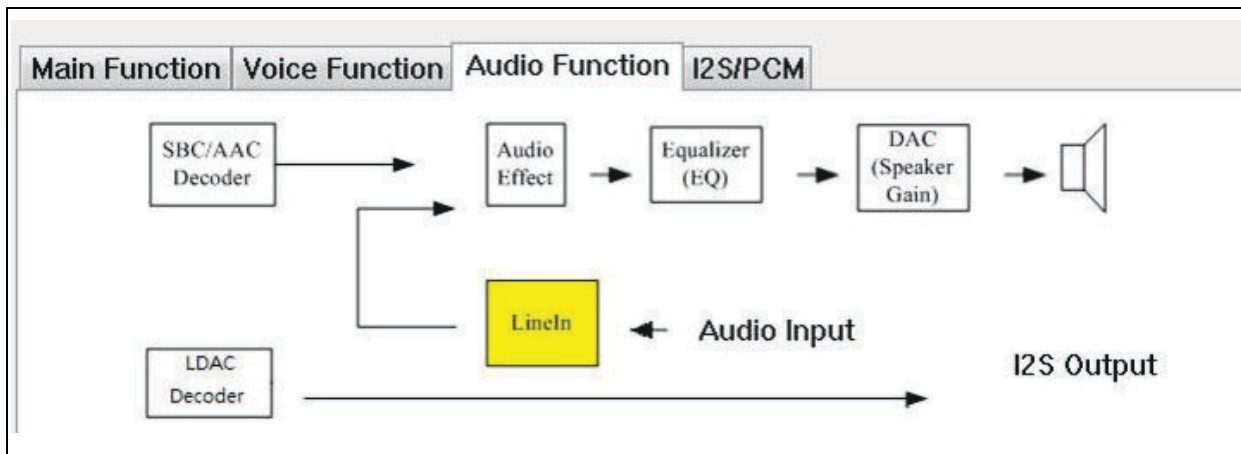 Main Function
Voice Function
Audio Function
I2S/PCM
SBC/AAC
Decoder
Audio
Effect
Equalizer
(EQ)
DAC
(Speaker
Gain)
LineIn
Audio Input
LDAC
Decoder
I2S Output